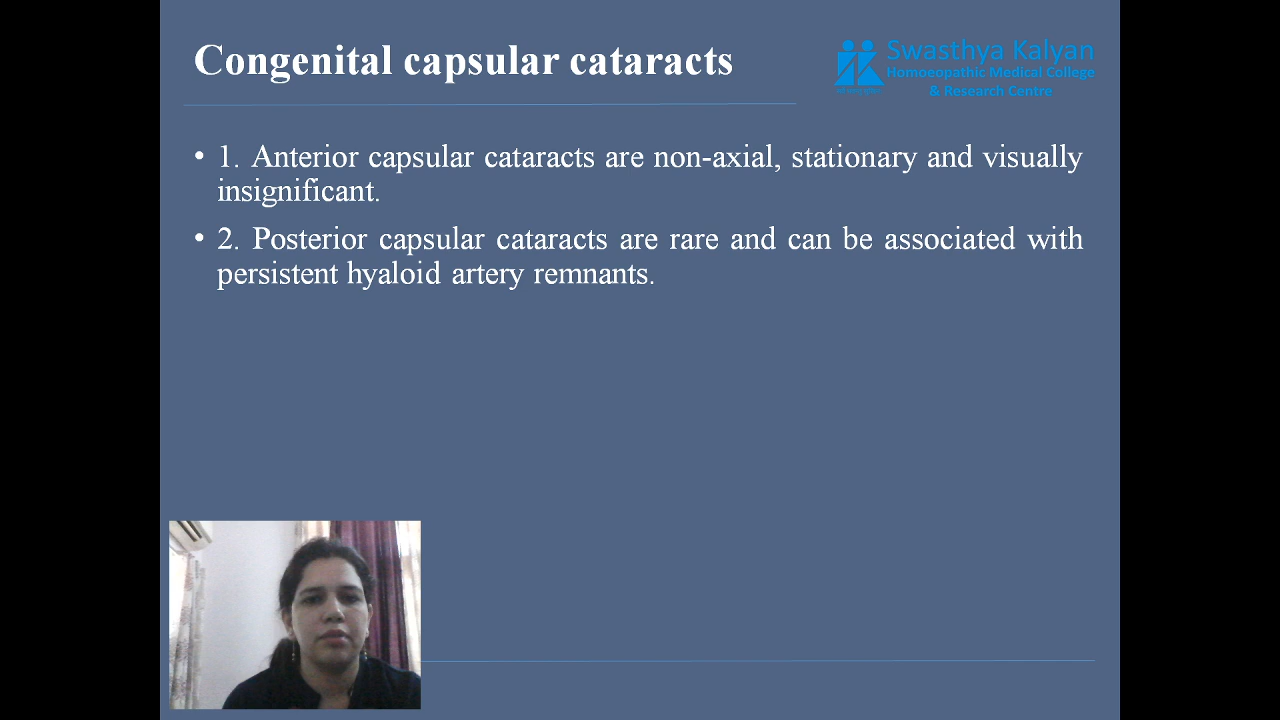 Congenital capsular cataracts
Swasthya Kalyan
Homoeopathic Medical College
& Research Centre
• 1. Anterior capsular cataracts are non-axial, stationary and visually
insignificant.
• 2. Posterior capsular cataracts are rare and can be associated with
persistent hyaloid artery remnants.